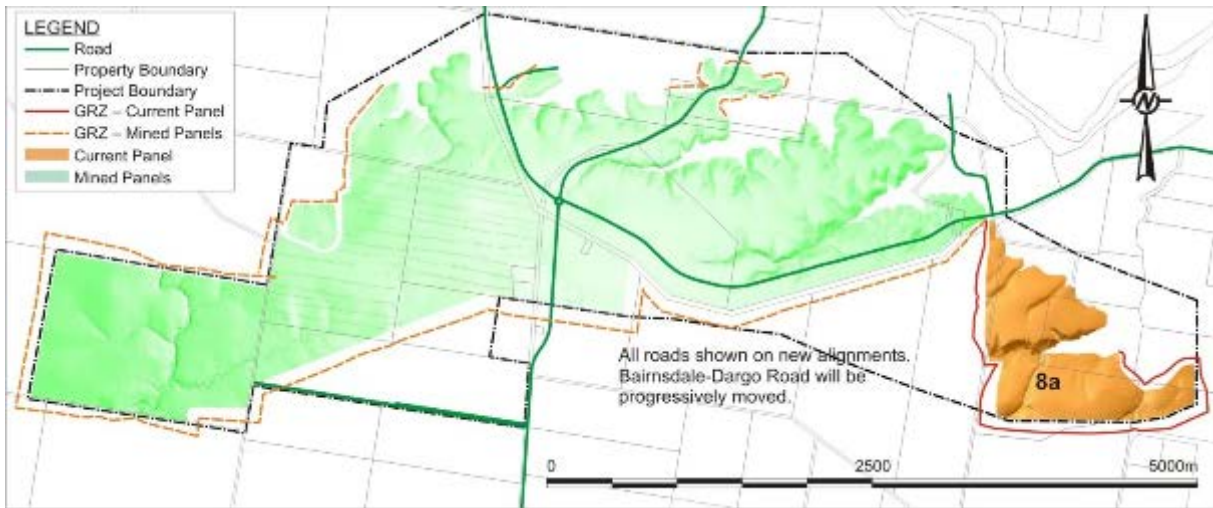 LEGEND
Road
Property Boundary
Project Boundary
GRZ – Current Panel
GRZ – Mined Panels
Current Panel
Mined Panels
N
8a
All roads shown on new alignments.
Bairnsdale-Dargo Road will be
progressively moved.
0 2500 5000m